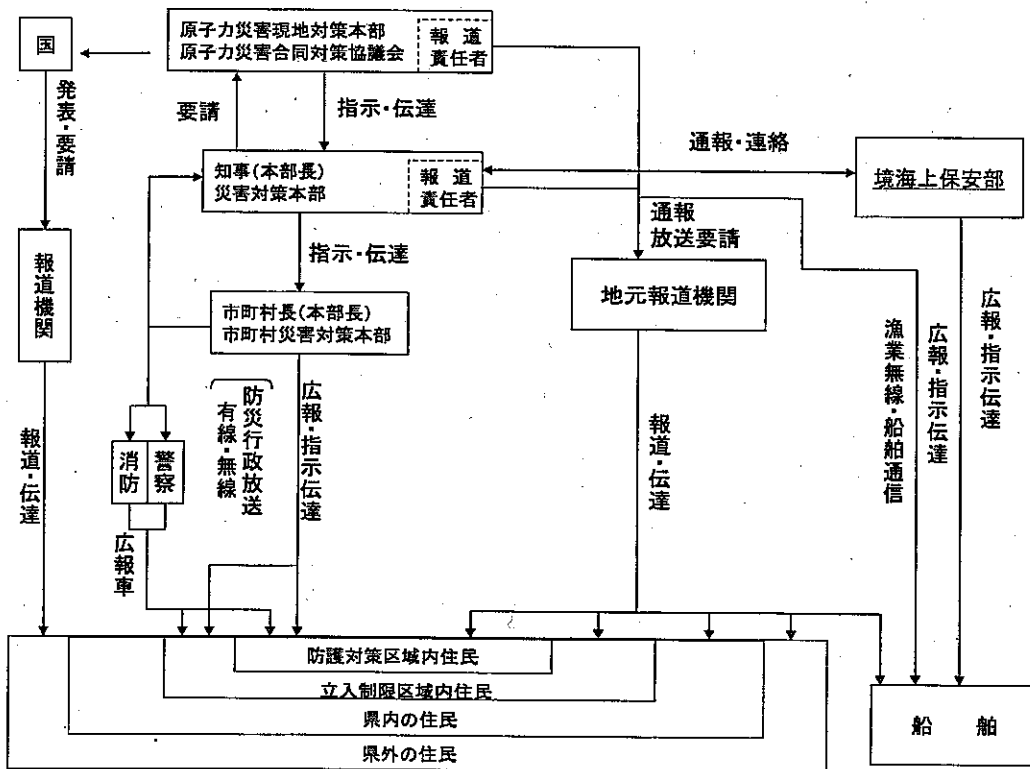 国
原子力災害現地対策本部
原子力災害合同対策協議会
報道
責任者
発表・要請
要請
指示・伝達
知事(本部長)
災害対策本部
報道
責任者
通報・連絡
境海上保安部
通報
放送要請
指示・伝達
報道機関
地元報道機関
市町村長(本部長)
市町村災害対策本部
漁業無線・船舶通信
広報・指示伝達
広報・指示伝達
防災行政放送
有線・無線
広報・指示伝達
報道・伝達
報道・伝達
消防
警察
広報車
防護対策区域内住民
立入制限区域内住民
県内の住民
県外の住民
船舶